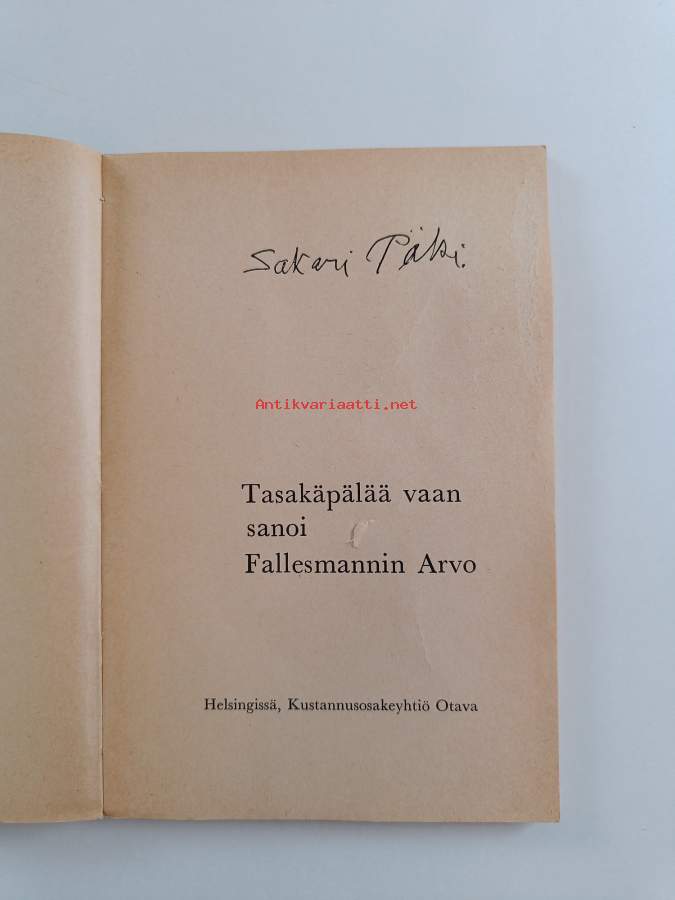 Sakari Pälsi.
Antikvariaatti.net
Tasakäpälää vaan
sanoi
Fallesmannin Arvo
Helsingissä, Kustannusosakeyhtiö Otava